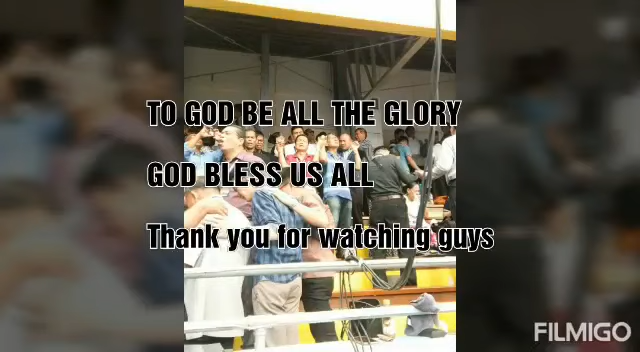 TO GOD BE ALL THE GLORY
GOD BLESS US ALL
Thank you for watching guys
FILMIGO